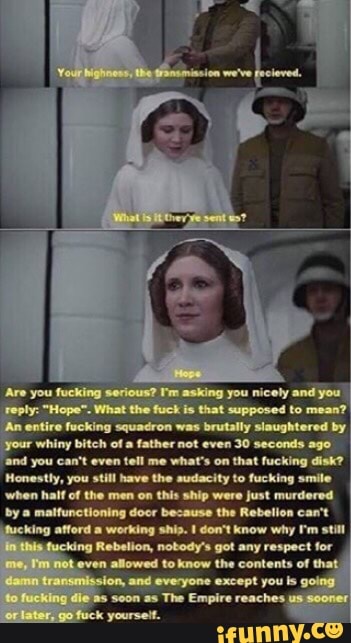 Your highness, the transmission we've recieved.
What is it they've sent us?
Hope
Are you fucking serious? I'm asking you nicely and you
reply: "Hope". What the fuck is that supposed to mean?
An entire fucking squadron was brutally slaughtered by
your whiny bitch of a father not even 30 seconds ago
and you can't even tell me what's on that fucking disk?
Honestly, you still have the audacity to fucking smile
when half of the men on this ship were just murdered
by a malfunctioning door because the Rebelion can't
fucking afford a working ship. I don't know why I'm still
in this fucking Rebelion, nobody's got any respect for
me, I'm not even allowed to know the contents of that
damn transmission, and everyone except you is going
to fucking die as soon as The Empire reaches us sooner
or later, go fuck yourself.
ifunny.co